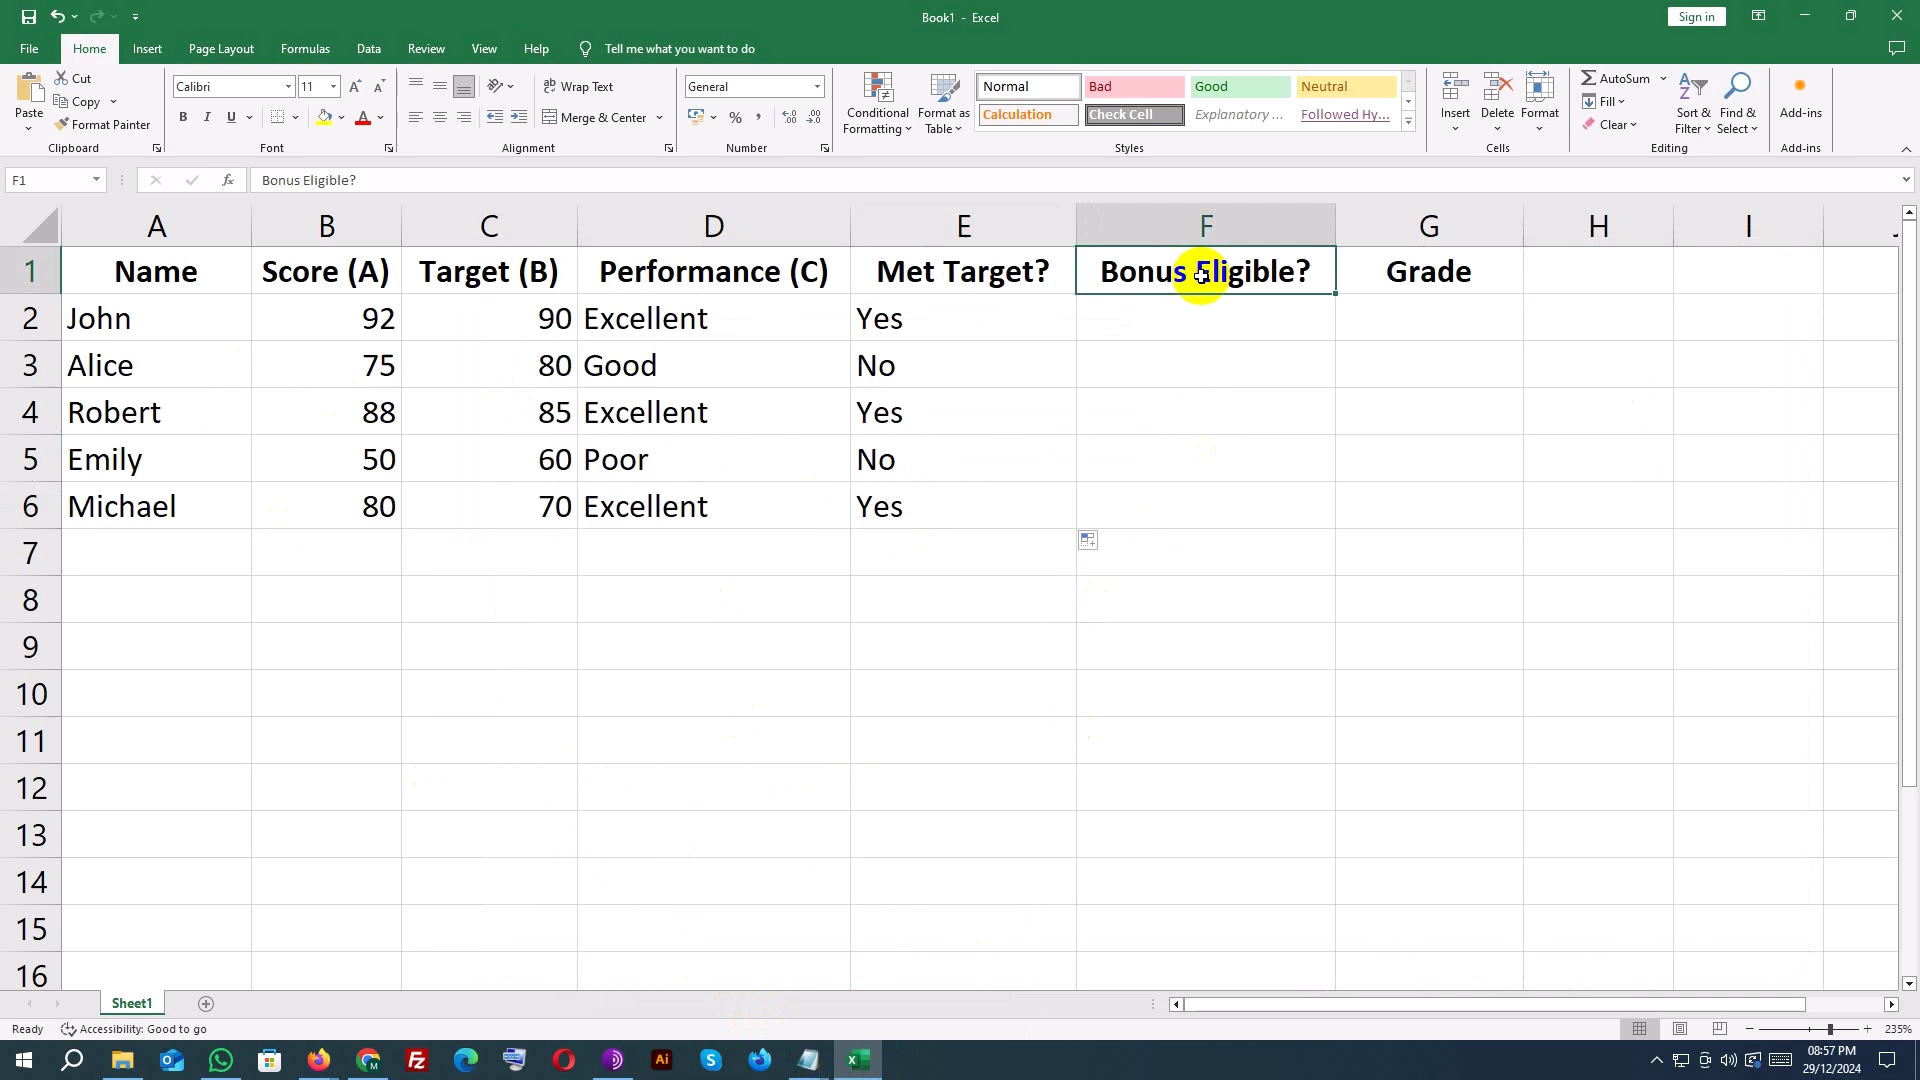 Book1 - Excel
Sign in
File Home Insert Page Layout Formulas Data Review View Help Tell me what you want to do
Paste
Cut
Copy
Format Painter
Clipboard
Calibri 11
B I U
Font
Wrap Text
Merge & Center
Alignment
General
Number
Conditional Formatting
Format as Table
Normal Bad Good Neutral
Calculation Check Cell Explanatory ... Followed Hy...
Styles
Insert Delete Format
Cells
AutoSum
Fill
Clear
Sort & Filter
Find & Select
Editing
Add-ins
Add-ins
F1 fx Bonus Eligible?
A B C D E F G H I
1 Name Score (A) Target (B) Performance (C) Met Target? Bonus Eligible? Grade
2 John 92 90 Excellent Yes
3 Alice 75 80 Good No
4 Robert 88 85 Excellent Yes
5 Emily 50 60 Poor No
6 Michael 80 70 Excellent Yes
7
8
9
10
11
12
13
14
15
16
Sheet1
Ready Accessibility: Good to go 235%
08:57 PM
29/12/2024